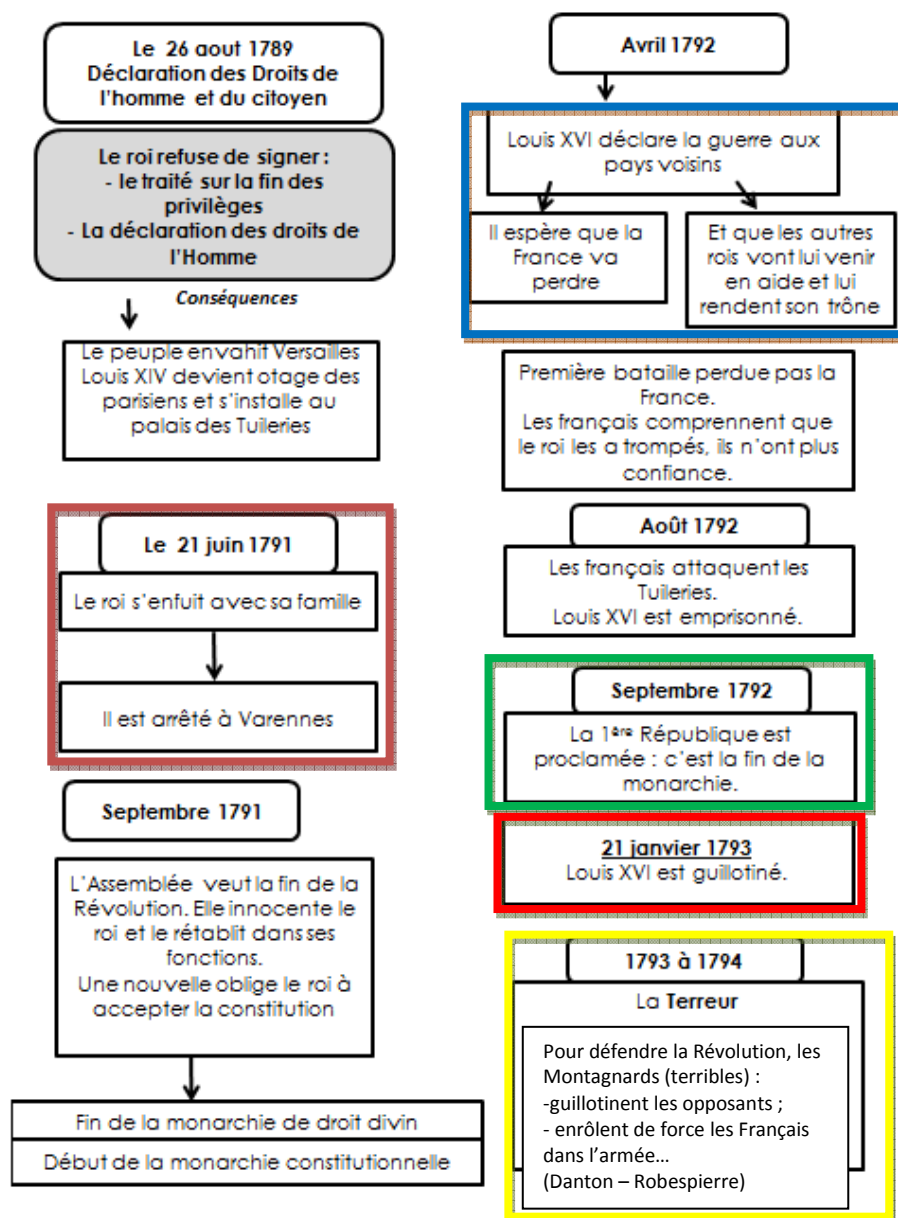 Le 26 aout 1789
Déclaration des Droits de
l'homme et du citoyen
Le roi refuse de signer :
- le traité sur la fin des
privilèges
- La déclaration des droits de
l'Homme
Conséquences
Le peuple envahit Versailles
Louis XIV devient otage des
parisiens et s'installe au
palais des Tuileries
Le 21 juin 1791
Le roi s'enfuit avec sa famille
Il est arrêté à Varennes
Septembre 1791
L'Assemblée veut la fin de la
Révolution. Elle innocente le
roi et le rétablit dans ses
fonctions.
Une nouvelle oblige le roi à
accepter la constitution
Fin de la monarchie de droit divin
Début de la monarchie constitutionnelle
Avril 1792
Louis XVI déclare la guerre aux
pays voisins
Il espère que la
France va
perdre
Et que les autres
rois vont lui venir
en aide et lui
rendent son trône
Première bataille perdue pas la
France.
Les français comprennent que
le roi les a trompés, ils n'ont plus
confiance.
Août 1792
Les français attaquent les
Tuileries.
Louis XVI est emprisonné.
Septembre 1792
La 1ère République est
proclamée : c'est la fin de la
monarchie.
21 janvier 1793
Louis XVI est guillotiné.
1793 à 1794
La Terreur
Pour défendre la Révolution, les
Montagnards (terribles) :
-guillotinent les opposants ;
- enrôlent de force les Français
dans l'armée…
(Danton – Robespierre)